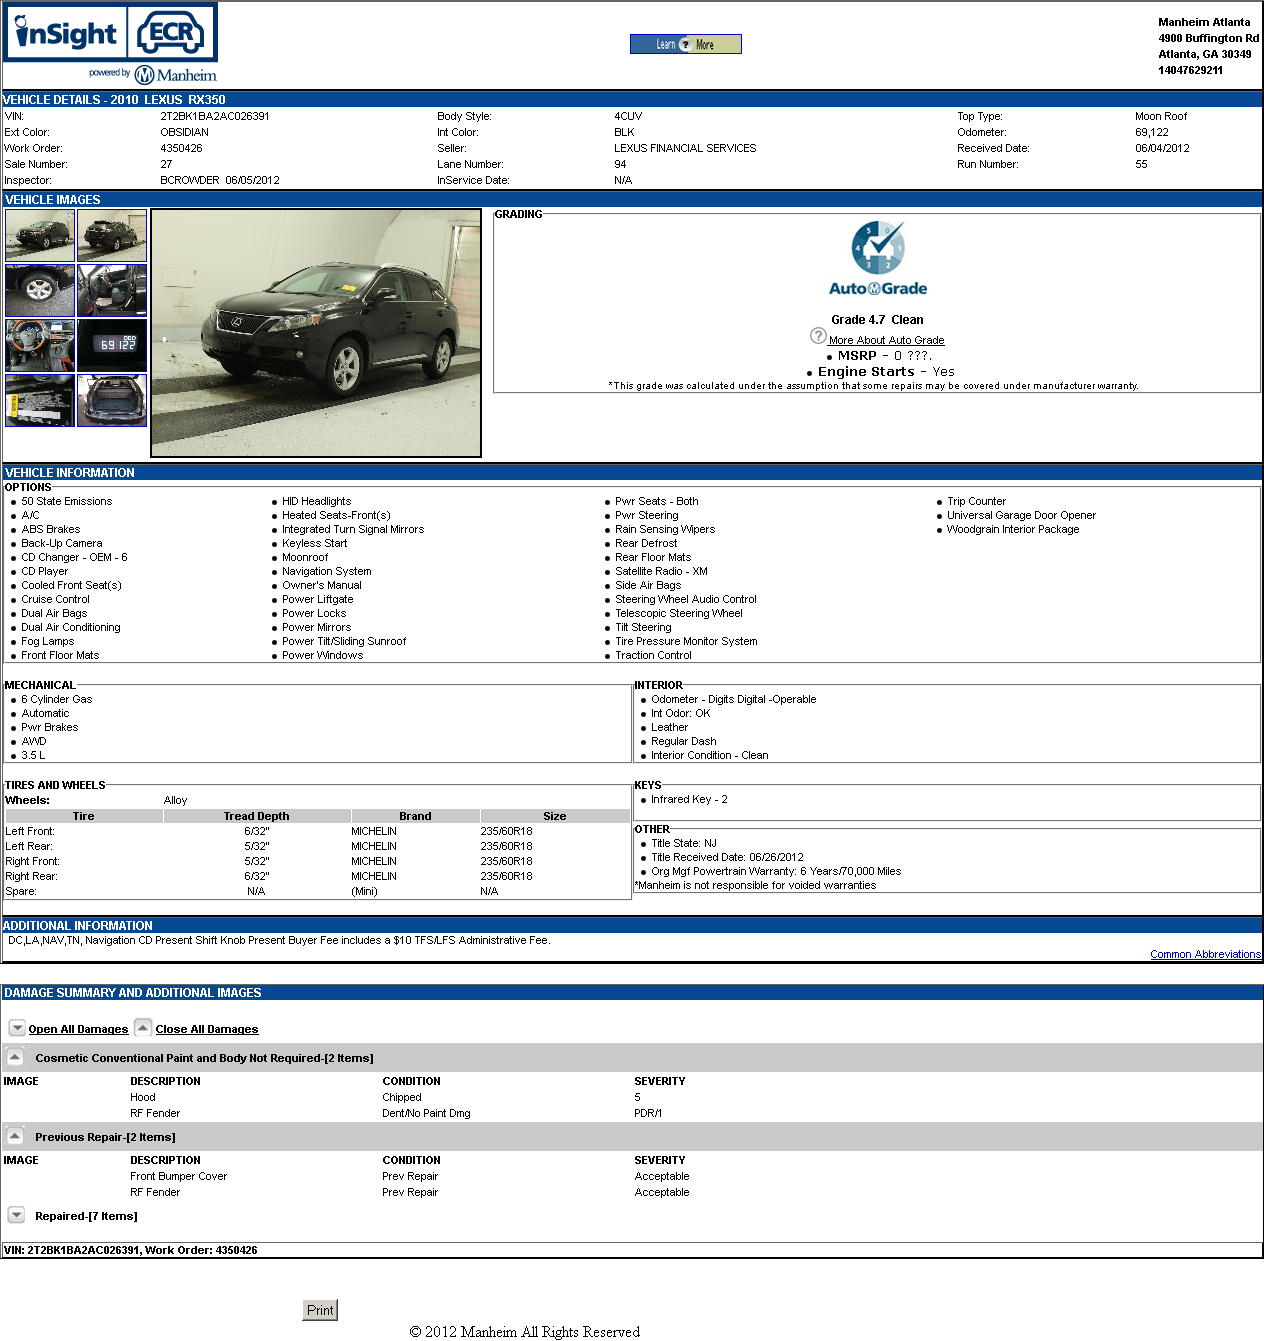 inSight ECR
powered by Manheim
Learn ? More
Manheim Atlanta
4900 Buffington Rd
Atlanta, GA 30349
14047629211
VEHICLE DETAILS - 2010 LEXUS RX350
VIN: 2T2BK1BA2AC026391 Body Style: 4CUV Top Type: Moon Roof
Ext Color: OBSIDIAN Int Color: BLK Odometer: 69,122
Work Order: 4350426 Seller: LEXUS FINANCIAL SERVICES Received Date: 06/04/2012
Sale Number: 27 Lane Number: 94 Run Number: 55
Inspector: BCROWDER 06/05/2012 InService Date: N/A
VEHICLE IMAGES
ODO
69122
GRADING
5 0 4 1 3 2
AutoGrade
Grade 4.7 Clean
? More About Auto Grade
• MSRP - 0 ???.
• Engine Starts - Yes
*This grade was calculated under the assumption that some repairs may be covered under manufacturer warranty.
VEHICLE INFORMATION
OPTIONS
• 50 State Emissions
• A/C
• ABS Brakes
• Back-Up Camera
• CD Changer - OEM - 6
• CD Player
• Cooled Front Seat(s)
• Cruise Control
• Dual Air Bags
• Dual Air Conditioning
• Fog Lamps
• Front Floor Mats
• HID Headlights
• Heated Seats-Front(s)
• Integrated Turn Signal Mirrors
• Keyless Start
• Moonroof
• Navigation System
• Owner's Manual
• Power Liftgate
• Power Locks
• Power Mirrors
• Power Tilt/Sliding Sunroof
• Power Windows
• Pwr Seats - Both
• Pwr Steering
• Rain Sensing Wipers
• Rear Defrost
• Rear Floor Mats
• Satellite Radio - XM
• Side Air Bags
• Steering Wheel Audio Control
• Telescopic Steering Wheel
• Tilt Steering
• Tire Pressure Monitor System
• Traction Control
• Trip Counter
• Universal Garage Door Opener
• Woodgrain Interior Package
MECHANICAL
• 6 Cylinder Gas
• Automatic
• Pwr Brakes
• AWD
• 3.5 L
INTERIOR
• Odometer - Digits Digital -Operable
• Int Odor: OK
• Leather
• Regular Dash
• Interior Condition - Clean
TIRES AND WHEELS
Wheels: Alloy
Tire Tread Depth Brand Size
Left Front: 6/32" MICHELIN 235/60R18
Left Rear: 5/32" MICHELIN 235/60R18
Right Front: 5/32" MICHELIN 235/60R18
Right Rear: 6/32" MICHELIN 235/60R18
Spare: N/A (Mini) N/A
KEYS
• Infrared Key - 2
OTHER
• Title State: NJ
• Title Received Date: 06/26/2012
• Org Mgf Powertrain Warranty: 6 Years/70,000 Miles
*Manheim is not responsible for voided warranties
ADDITIONAL INFORMATION
DC,LA,NAV,TN, Navigation CD Present Shift Knob Present Buyer Fee includes a $10 TFS/LFS Administrative Fee.
Common Abbreviations
DAMAGE SUMMARY AND ADDITIONAL IMAGES
Open All Damages Close All Damages
Cosmetic Conventional Paint and Body Not Required-[2 Items]
IMAGE DESCRIPTION CONDITION SEVERITY
Hood Chipped 5
RF Fender Dent/No Paint Dmg PDR/1
Previous Repair-[2 Items]
IMAGE DESCRIPTION CONDITION SEVERITY
Front Bumper Cover Prev Repair Acceptable
RF Fender Prev Repair Acceptable
Repaired-[7 Items]
VIN: 2T2BK1BA2AC026391, Work Order: 4350426
Print
© 2012 Manheim All Rights Reserved